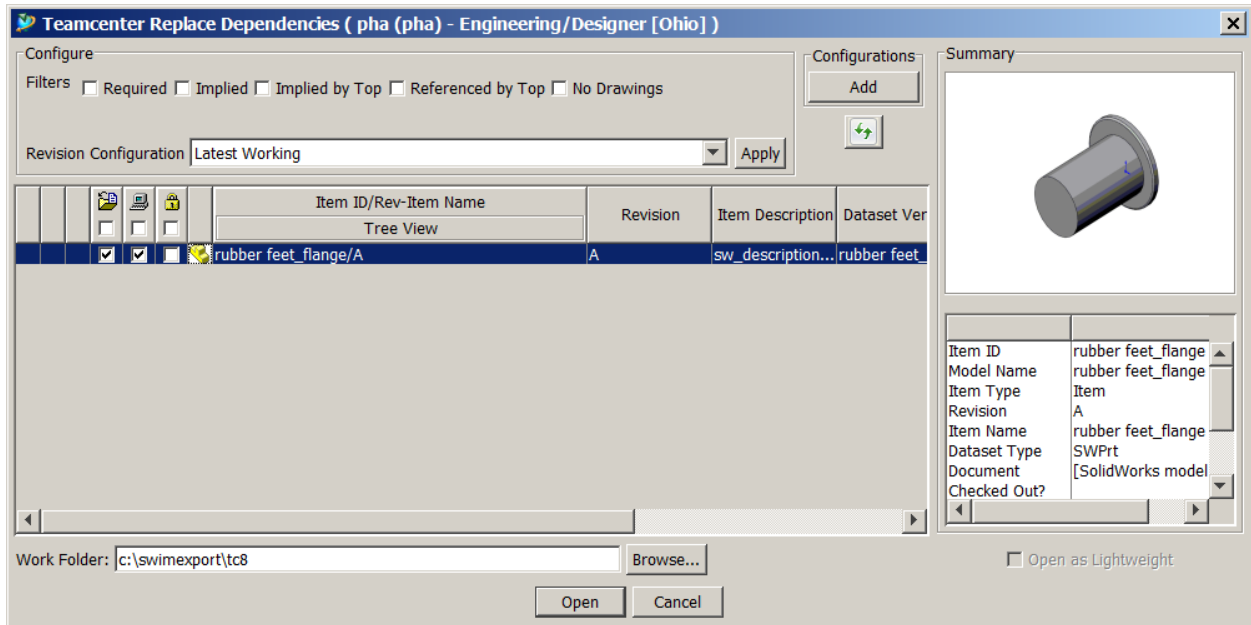 Teamcenter Replace Dependencies ( pha (pha) - Engineering/Designer [Ohio] )
Configure
Filters Required Implied Implied by Top Referenced by Top No Drawings
Revision Configuration Latest Working Apply
Configurations
Add
Summary
Item ID/Rev-Item Name
Tree View
Revision
Item Description
Dataset Ver
rubber feet_flange/A A sw_description... rubber feet_
Item ID rubber feet_flange
Model Name rubber feet_flange
Item Type Item
Revision A
Item Name rubber feet_flange
Dataset Type SWPrt
Document [SolidWorks model
Checked Out?
Work Folder: c:\swimexport\tc8 Browse...
Open as Lightweight
Open Cancel